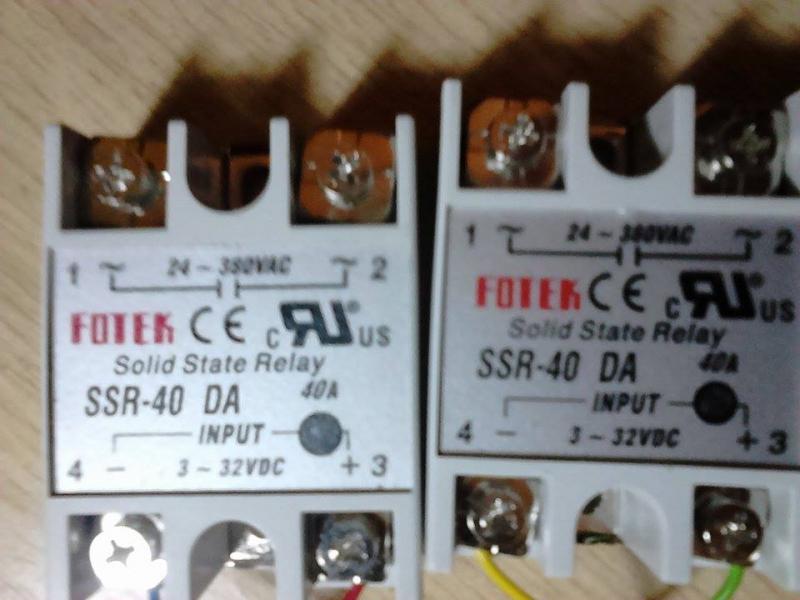 1 ~ 24 ~ 380VAC ~ 2
FOTEK CE c RU® US
Solid State Relay
SSR-40 DA 40A
INPUT
4 - 3 ~ 32VDC + 3
1 ~ 24 ~ 380VAC ~ 2
FOTEK CE c RU® US
Solid State Relay
SSR-40 DA 40A
INPUT
4 - 3 ~ 32VDC + 3